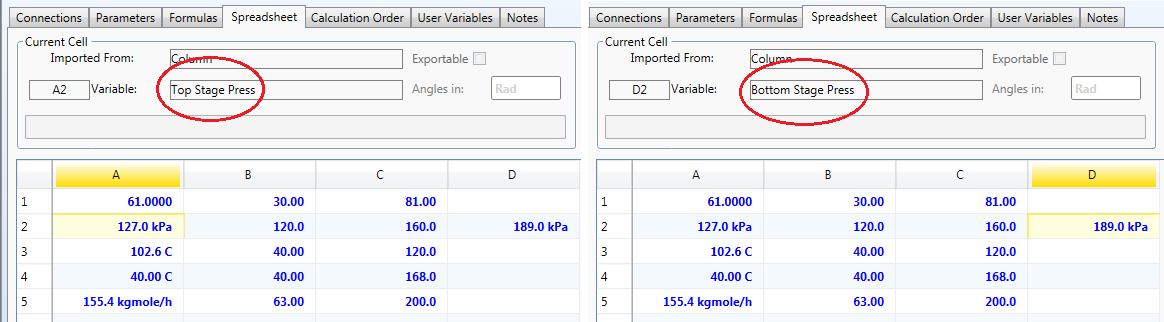 Connections Parameters Formulas Spreadsheet Calculation Order User Variables Notes
Current Cell
Imported From: Column Exportable
A2 Variable: Top Stage Press Angles in: Rad
A B C D
1 61.0000 30.00 81.00
2 127.0 kPa 120.0 160.0 189.0 kPa
3 102.6 C 40.00 120.0
4 40.00 C 40.00 168.0
5 155.4 kgmole/h 63.00 200.0
Connections Parameters Formulas Spreadsheet Calculation Order User Variables Notes
Current Cell
Imported From: Column Exportable
D2 Variable: Bottom Stage Press Angles in: Rad
A B C D
1 61.0000 30.00 81.00
2 127.0 kPa 120.0 160.0 189.0 kPa
3 102.6 C 40.00 120.0
4 40.00 C 40.00 168.0
5 155.4 kgmole/h 63.00 200.0